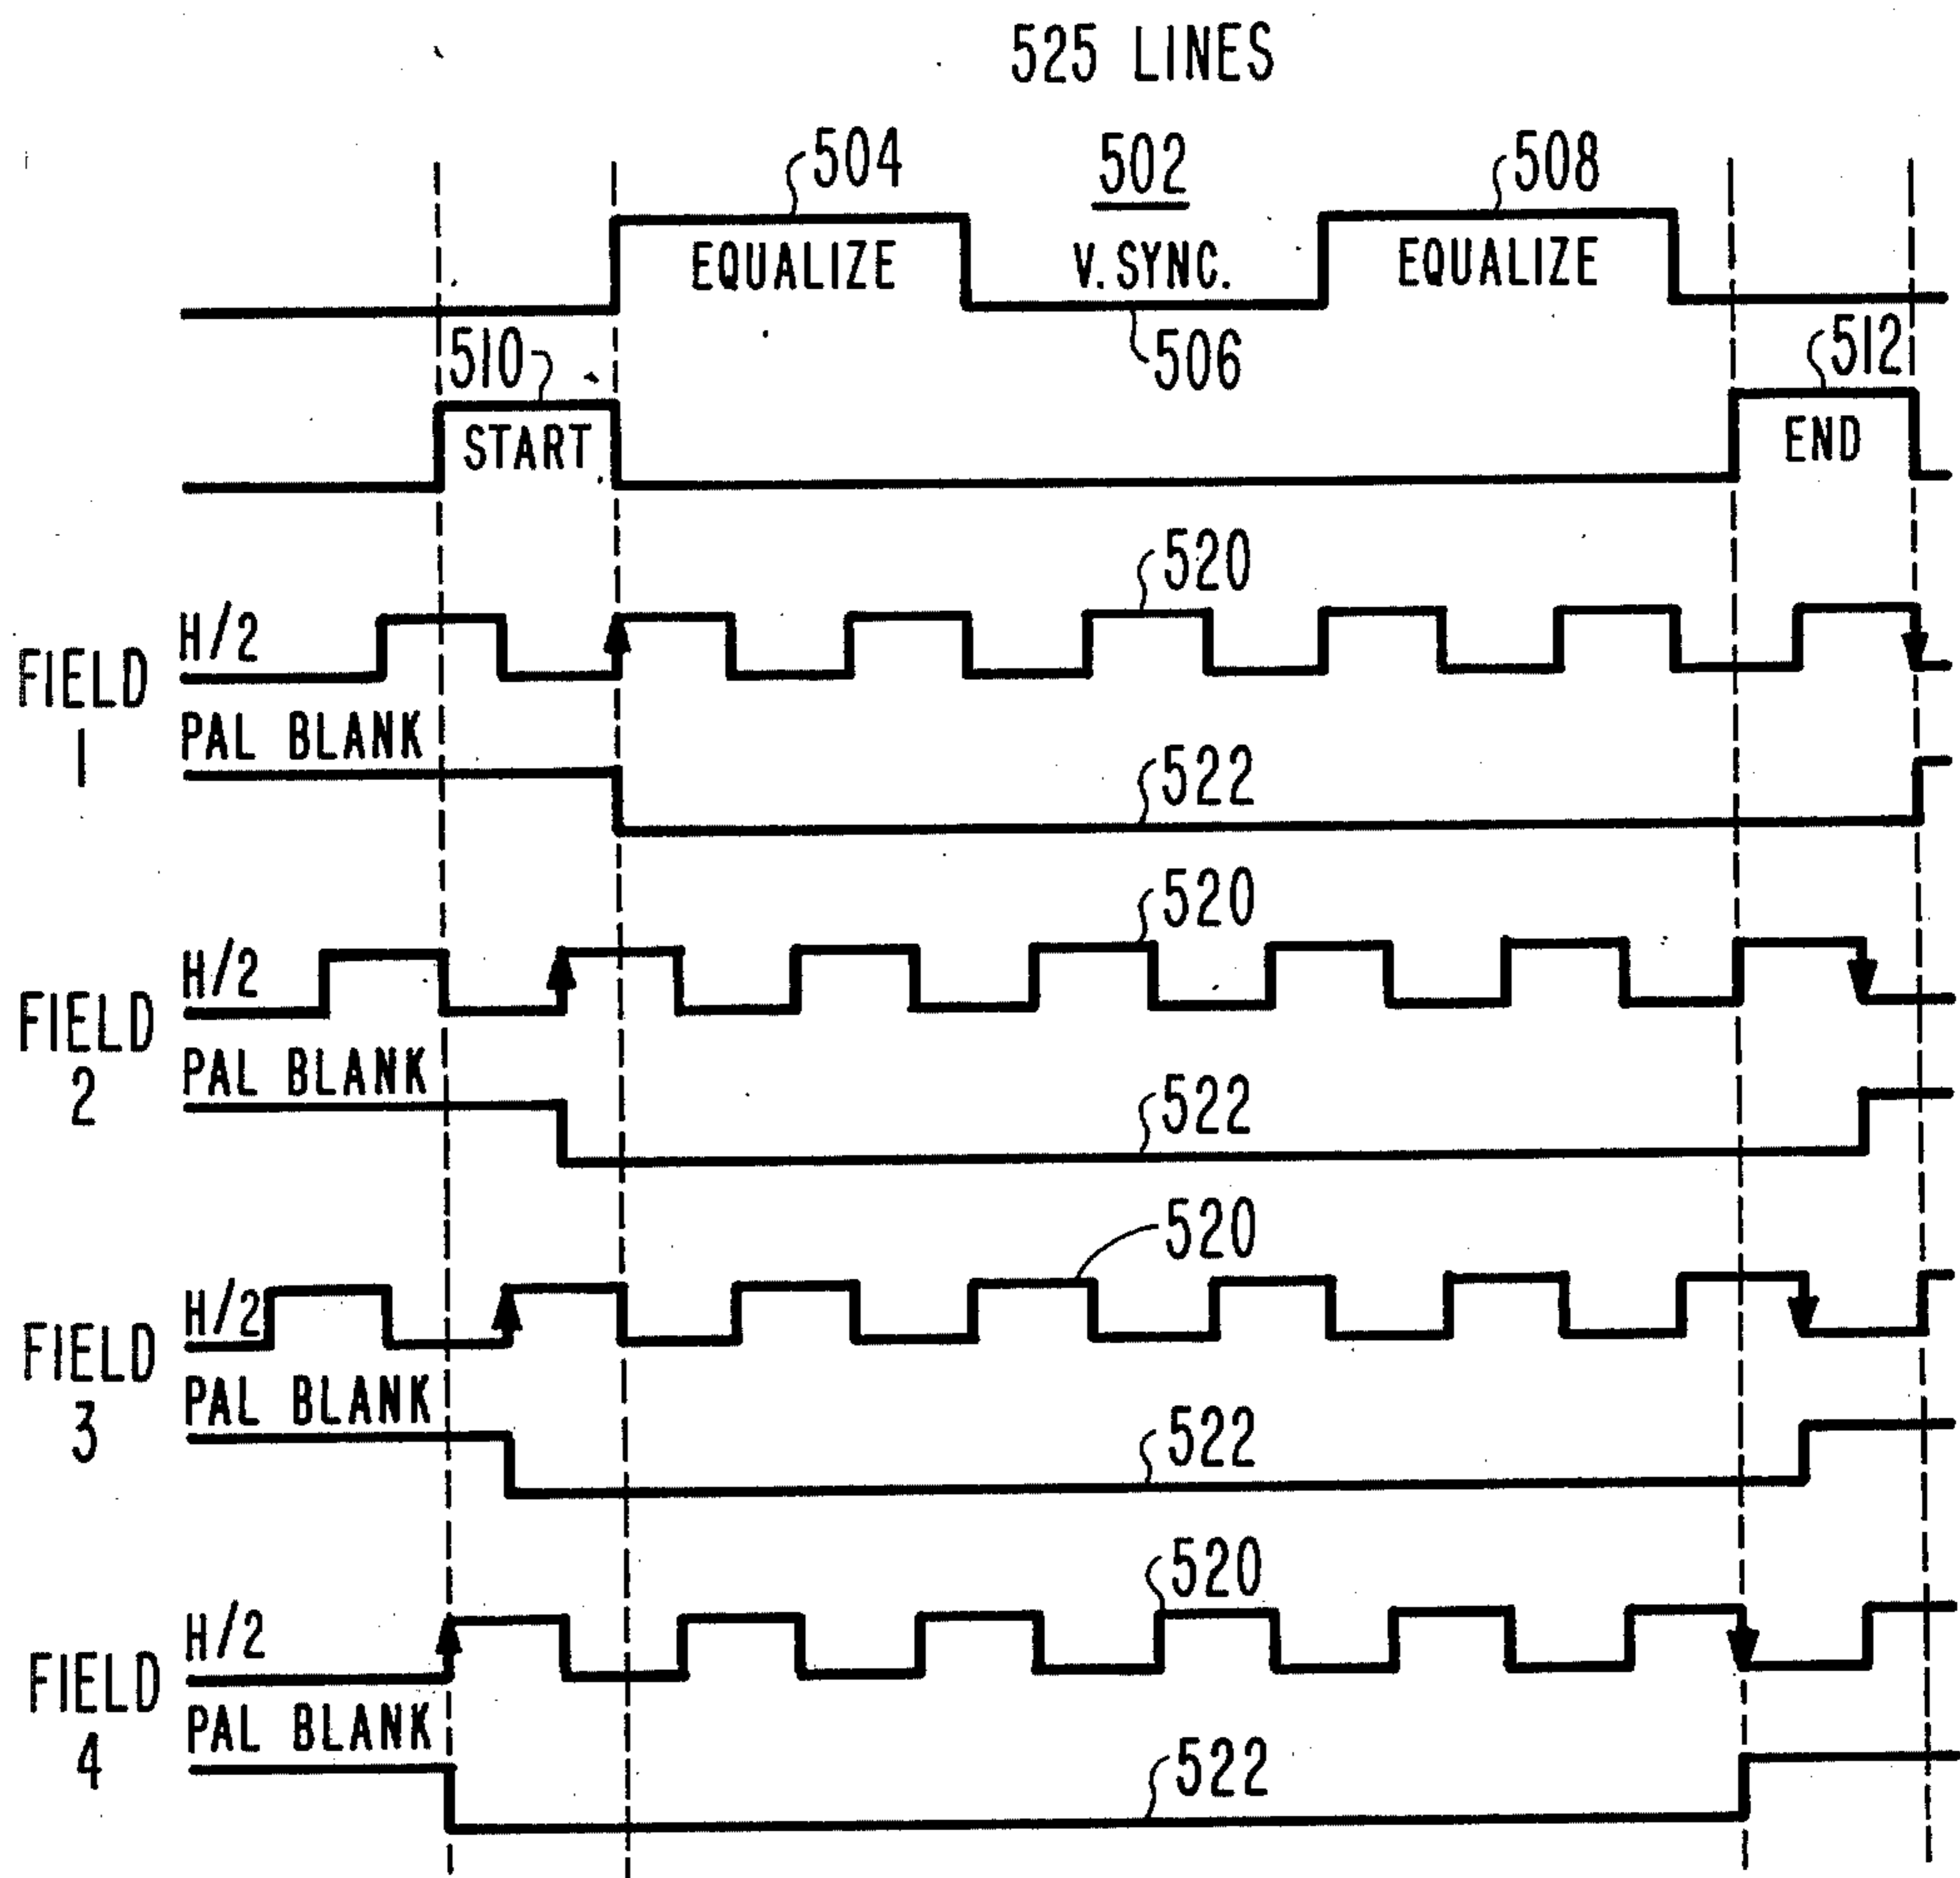 525 LINES
504
502
508
EQUALIZE
V.SYNC.
EQUALIZE
510
506
512
START
END
520
H/2
FIELD
1
PAL BLANK
522
520
H/2
FIELD
2
PAL BLANK
522
520
H/2
FIELD
3
PAL BLANK
522
520
H/2
FIELD
4
PAL BLANK
522